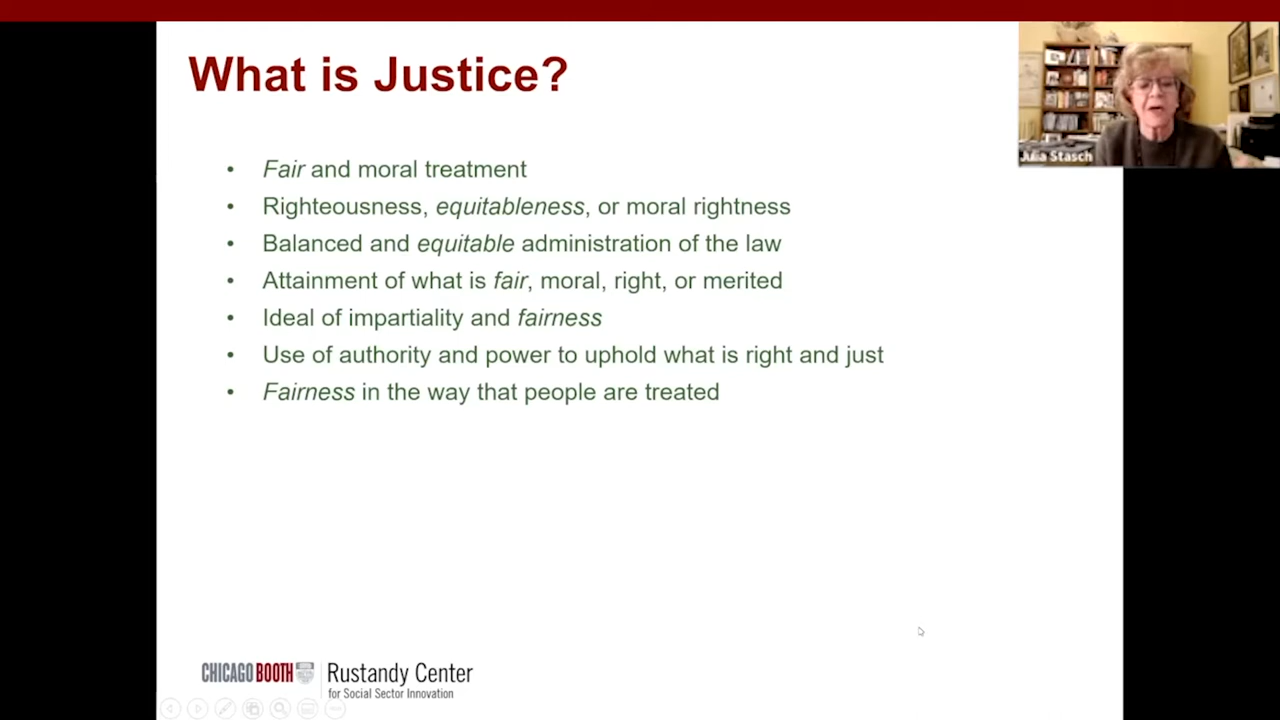 What is Justice?
Julia Stasch
• Fair and moral treatment
• Righteousness, equitableness, or moral rightness
• Balanced and equitable administration of the law
• Attainment of what is fair, moral, right, or merited
• Ideal of impartiality and fairness
• Use of authority and power to uphold what is right and just
• Fairness in the way that people are treated
CHICAGO BOOTH
Rustandy Center
for Social Sector Innovation